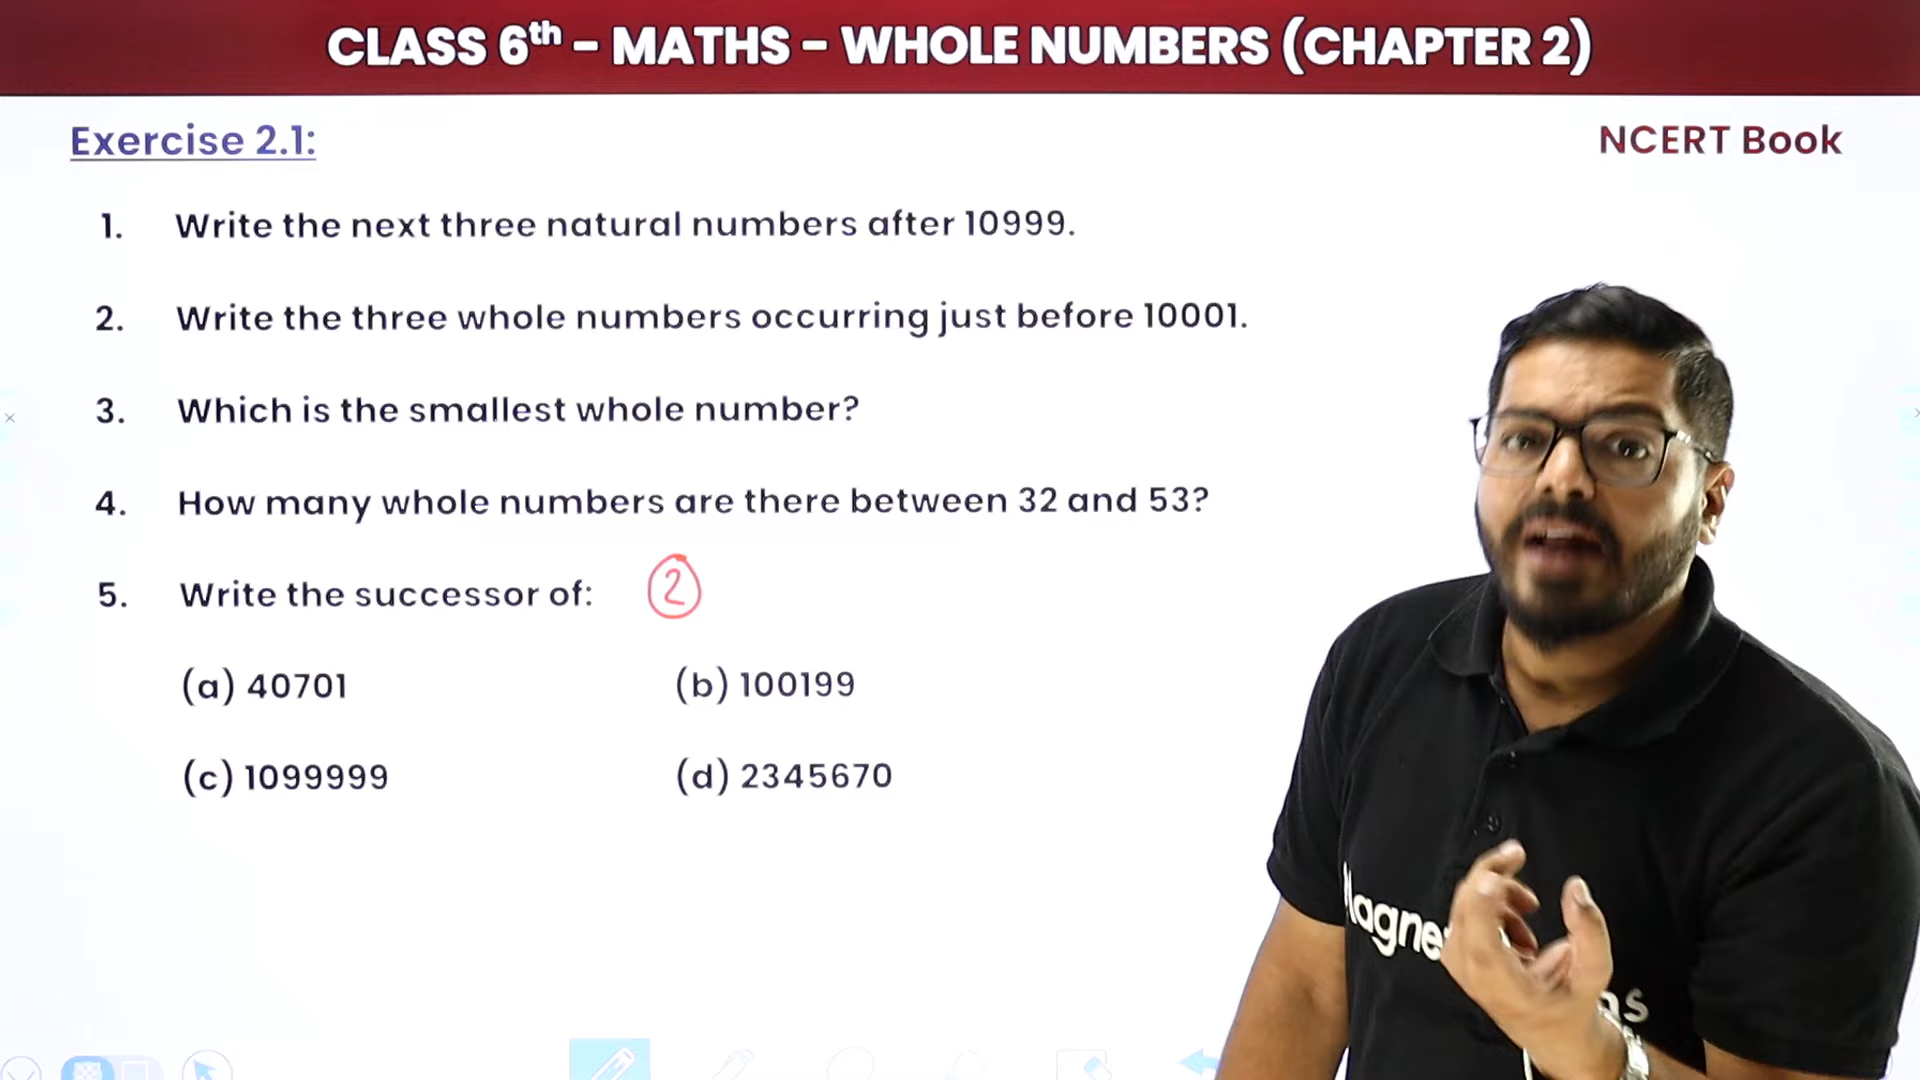 CLASS 6th - MATHS - WHOLE NUMBERS (CHAPTER 2)
Exercise 2.1:
NCERT Book
1. Write the next three natural numbers after 10999.
2. Write the three whole numbers occurring just before 10001.
3. Which is the smallest whole number?
4. How many whole numbers are there between 32 and 53?
5. Write the successor of: 2
(a) 40701 (b) 100199
(c) 1099999 (d) 2345670